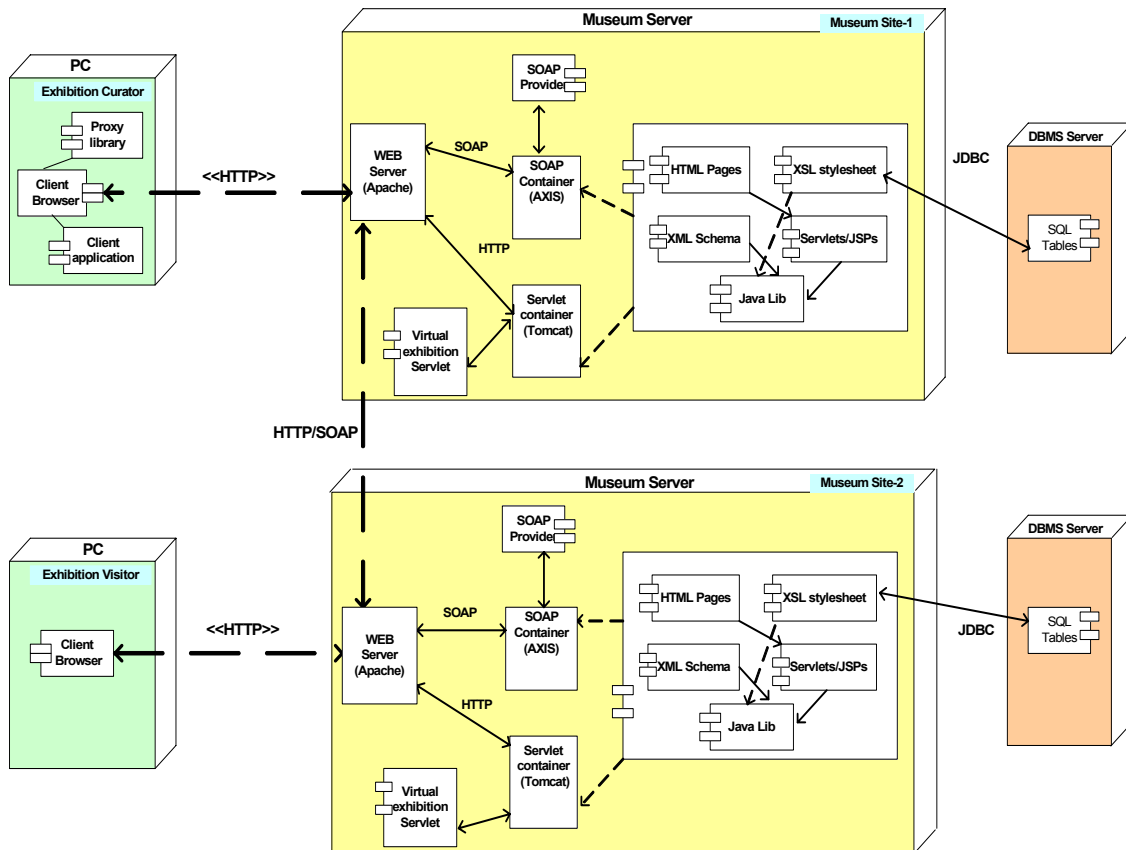 Museum Server
Museum Site-1
PC
Exhibition Curator
Proxy
library
Client
Browser
Client
application
<<HTTP>>
SOAP
Provider
WEB
Server
(Apache)
SOAP
SOAP
Container
(AXIS)
HTTP
Servlet
container
(Tomcat)
Virtual
exhibition
Servlet
HTML Pages
XSL stylesheet
XML Schema
Servlets/JSPs
Java Lib
JDBC
DBMS Server
SQL
Tables
HTTP/SOAP
Museum Server
Museum Site-2
PC
Exhibition Visitor
Client
Browser
<<HTTP>>
SOAP
Provider
WEB
Server
(Apache)
SOAP
SOAP
Container
(AXIS)
HTTP
Servlet
container
(Tomcat)
Virtual
exhibition
Servlet
HTML Pages
XSL stylesheet
XML Schema
Servlets/JSPs
Java Lib
JDBC
DBMS Server
SQL
Tables